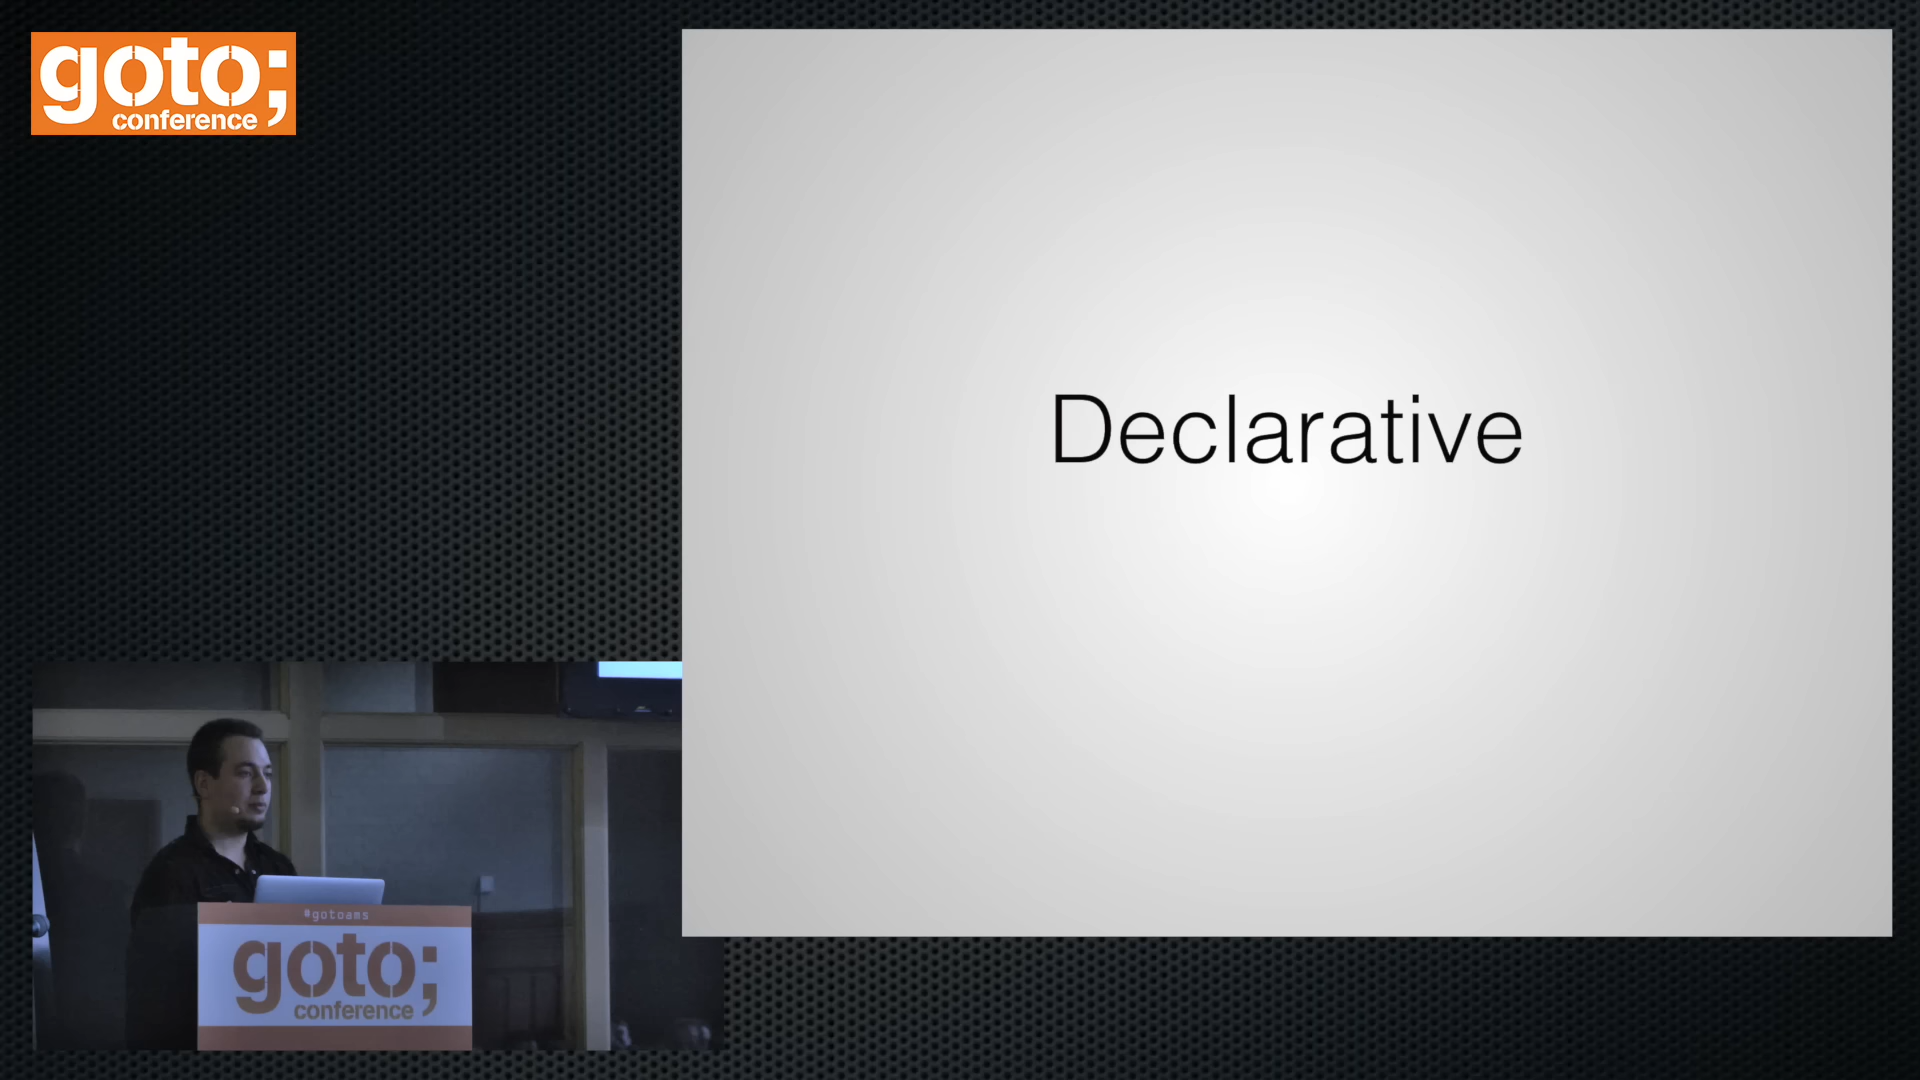 goto;
conference
Declarative
#gotoams
goto;
conference